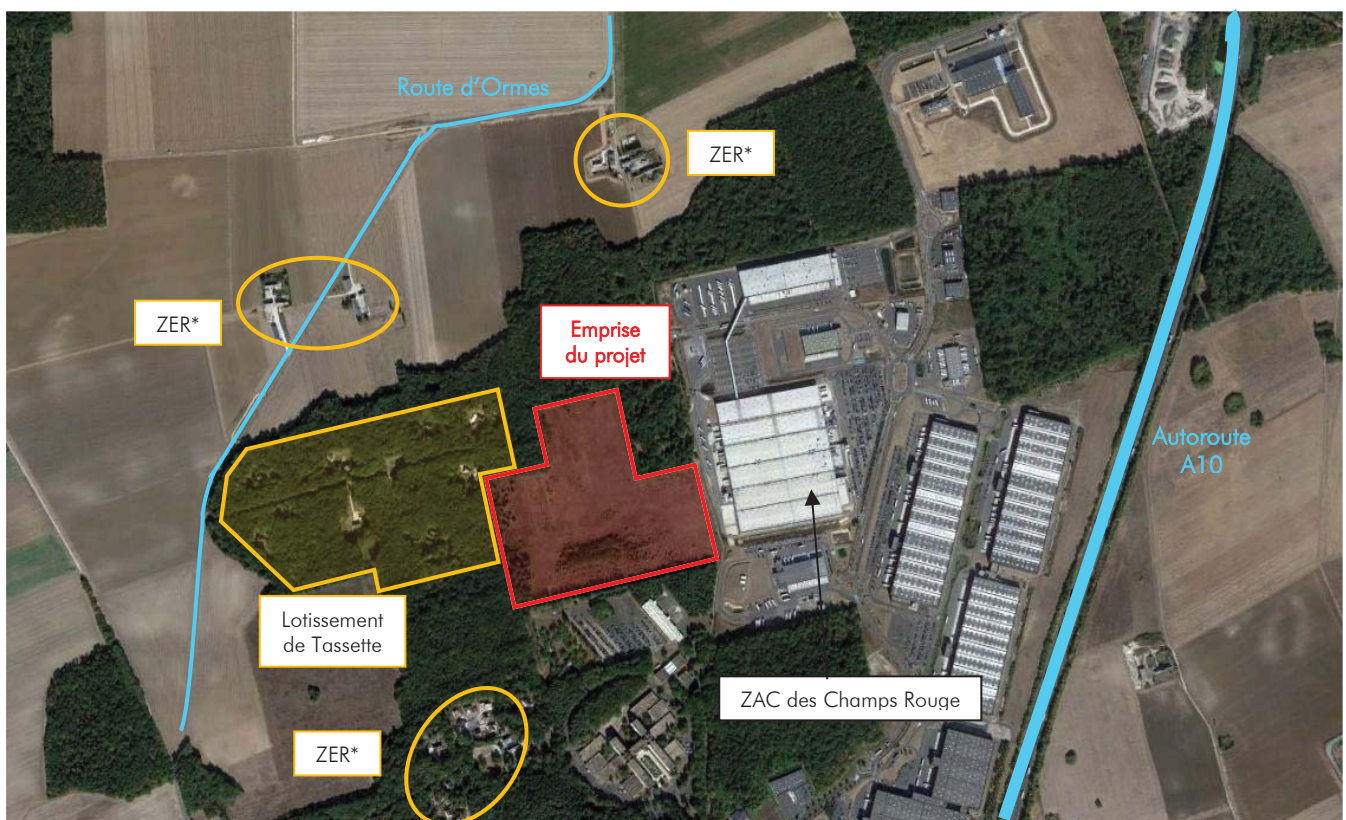 Route d'Ormes
ZER*
ZER*
Emprise
du projet
Autoroute
A10
Lotissement
de Tassette
ZAC des Champs Rouge
ZER*